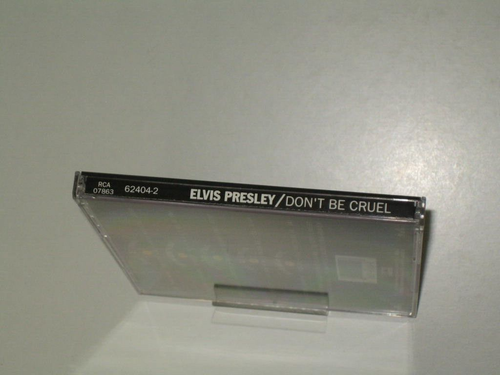 RCA
07863
62404-2
ELVIS PRESLEY/DON'T BE CRUEL